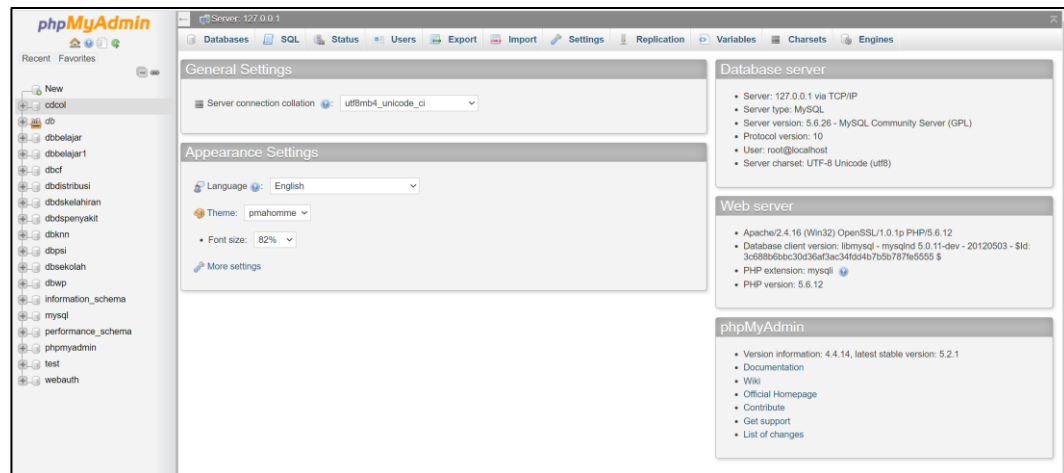 phpMyAdmin
Recent Favorites
New
cdcol
db
dbbelajar
dbbelajar1
dbcf
dbdistribusi
dbdskelahiran
dbdspenyakit
dbknn
dbpsi
dbsekolah
dbwp
information_schema
mysql
performance_schema
phpmyadmin
test
webauth
Server: 127.0.0.1
Databases SQL Status Users Export Import Settings Replication Variables Charsets Engines
General Settings
Server connection collation : utf8mb4_unicode_ci
Appearance Settings
Language : English
Theme: pmahomme
• Font size: 82%
More settings
Database server
• Server: 127.0.0.1 via TCP/IP
• Server type: MySQL
• Server version: 5.6.26 - MySQL Community Server (GPL)
• Protocol version: 10
• User: root@localhost
• Server charset: UTF-8 Unicode (utf8)
Web server
• Apache/2.4.16 (Win32) OpenSSL/1.0.1p PHP/5.6.12
• Database client version: libmysql - mysqlnd 5.0.11-dev - 20120503 - $Id:
3c688b6bbc30d36af3ac34fdd4b7b5b787fe5555 $
• PHP extension: mysqli
• PHP version: 5.6.12
phpMyAdmin
• Version information: 4.4.14, latest stable version: 5.2.1
• Documentation
• Wiki
• Official Homepage
• Contribute
• Get support
• List of changes